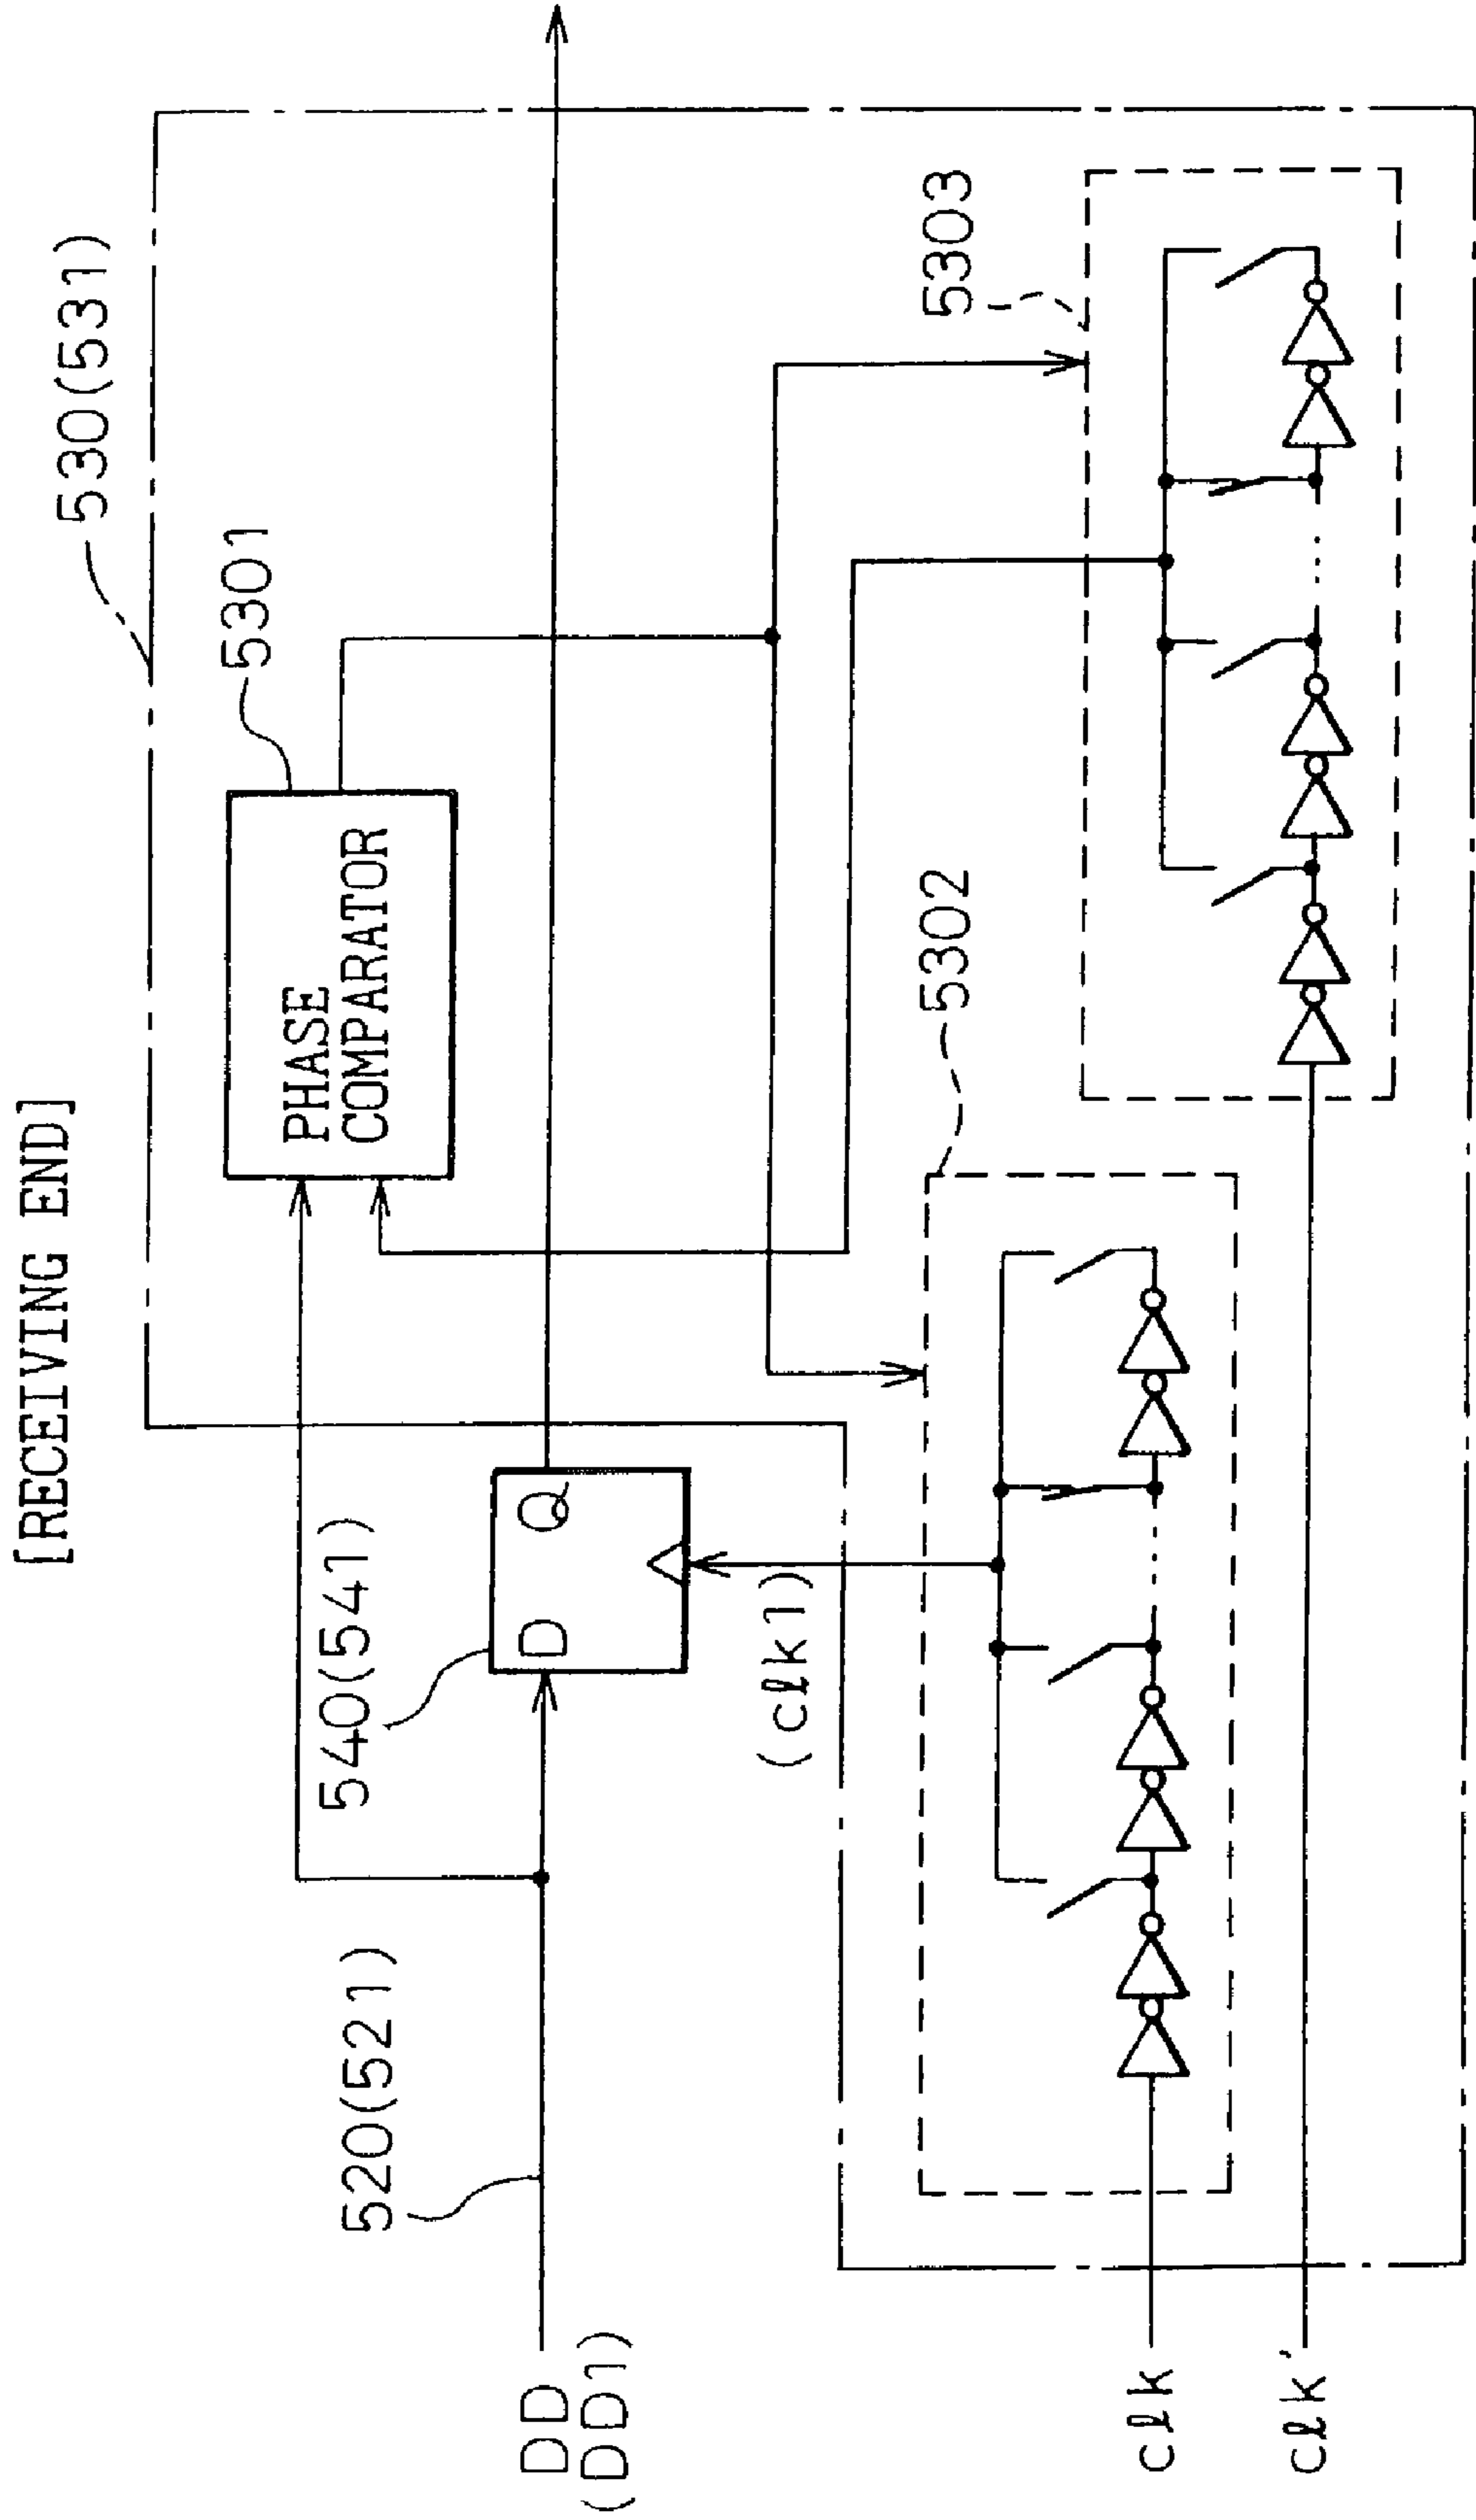 [RECEIVING END]
530(531)
5301
PHASE
COMPARATOR
540(541)
520(521)
D Q
DD
(DD1)
(clk1)
5302
5303
clk
clk'